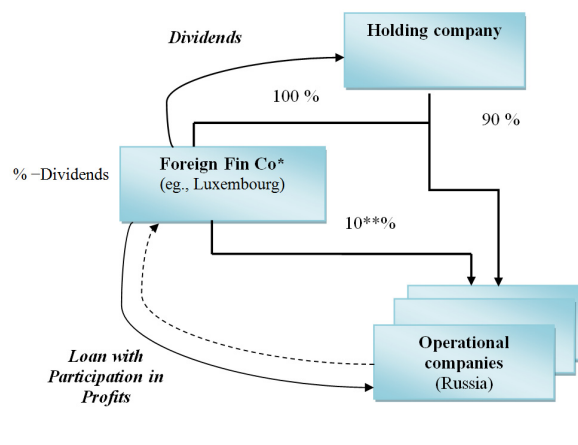 Dividends
Holding company
100 %
90 %
% −Dividends
Foreign Fin Co*
(eg., Luxembourg)
10**%
Loan with
Participation in
Profits
Operational
companies
(Russia)